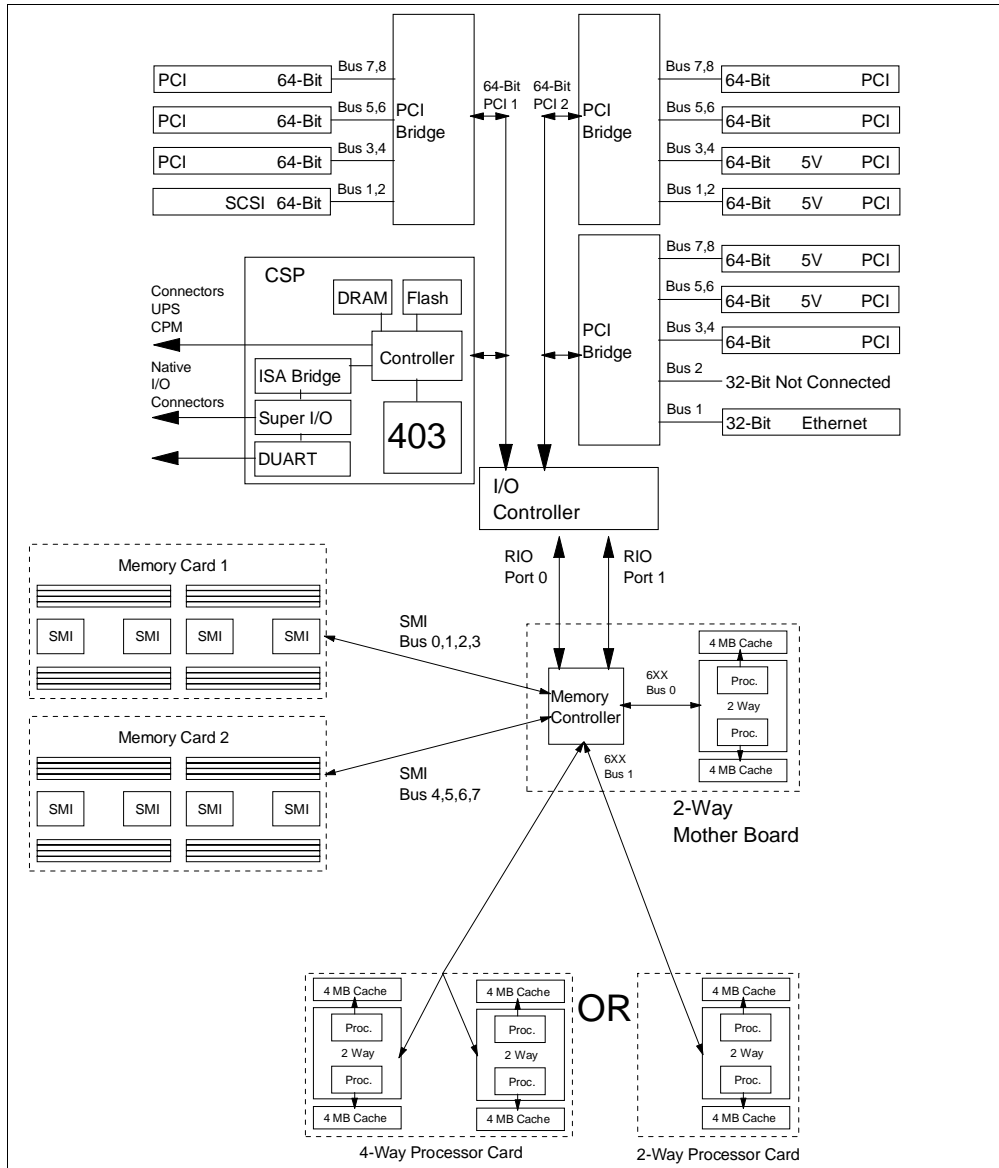 Bus 7,8
PCI 64-Bit
Bus 5,6
PCI 64-Bit
Bus 3,4
PCI 64-Bit
Bus 1,2
SCSI 64-Bit
PCI
Bridge
64-Bit
PCI 1
64-Bit
PCI 2
PCI
Bridge
Bus 7,8
64-Bit PCI
Bus 5,6
64-Bit PCI
Bus 3,4
64-Bit 5V PCI
Bus 1,2
64-Bit 5V PCI
PCI
Bridge
Bus 7,8
64-Bit 5V PCI
Bus 5,6
64-Bit 5V PCI
Bus 3,4
64-Bit PCI
Bus 2
32-Bit Not Connected
Bus 1
32-Bit Ethernet
CSP
DRAM
Flash
Controller
ISA Bridge
Super I/O
DUART
403
Connectors
UPS
CPM
Native
I/O
Connectors
I/O
Controller
RIO
Port 0
RIO
Port 1
Memory Card 1
SMI
SMI
SMI
SMI
SMI
Bus 0,1,2,3
Memory Card 2
SMI
SMI
SMI
SMI
SMI
Bus 4,5,6,7
Memory
Controller
6XX
Bus 0
6XX
Bus 1
4 MB Cache
Proc.
2 Way
Proc.
4 MB Cache
2-Way
Mother Board
4 MB Cache
Proc.
2 Way
Proc.
4 MB Cache
4 MB Cache
Proc.
2 Way
Proc.
4 MB Cache
4-Way Processor Card
OR
4 MB Cache
Proc.
2 Way
Proc.
4 MB Cache
2-Way Processor Card